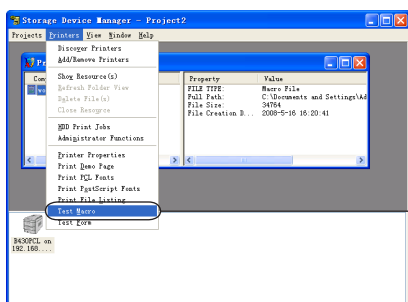 Storage Device Manager - Project2
Projects Printers View Window Help
Discover Printers
Add/Remove Printers
Show Resource(s)
Refresh Folder View
Delete File(s)
Close Resource
HDD Print Jobs
Administrator Functions
Printer Properties
Print Demo Page
Print PCL Fonts
Print PostScript Fonts
Print File Listing
Test Macro
Test Form
Property Value
FILE TYPE: Macro File
Full Path: C:\Documents and Settings\Ad
File Size: 34764
File Creation D... 2008-5-16 16:20:41
B430PCL on
192.168....